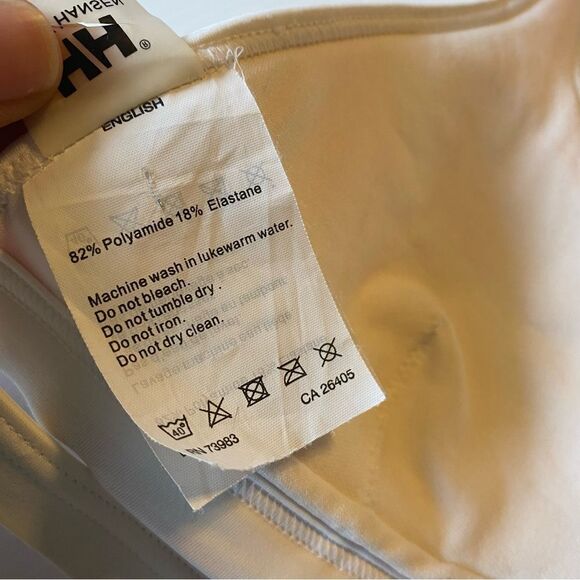 HANSEN
HH®
ENGLISH
82% Polyamide 18% Elastane
Machine wash in lukewarm water.
Do not bleach.
Do not tumble dry .
Do not iron.
Do not dry clean.
40°
RN 73983
CA 26405